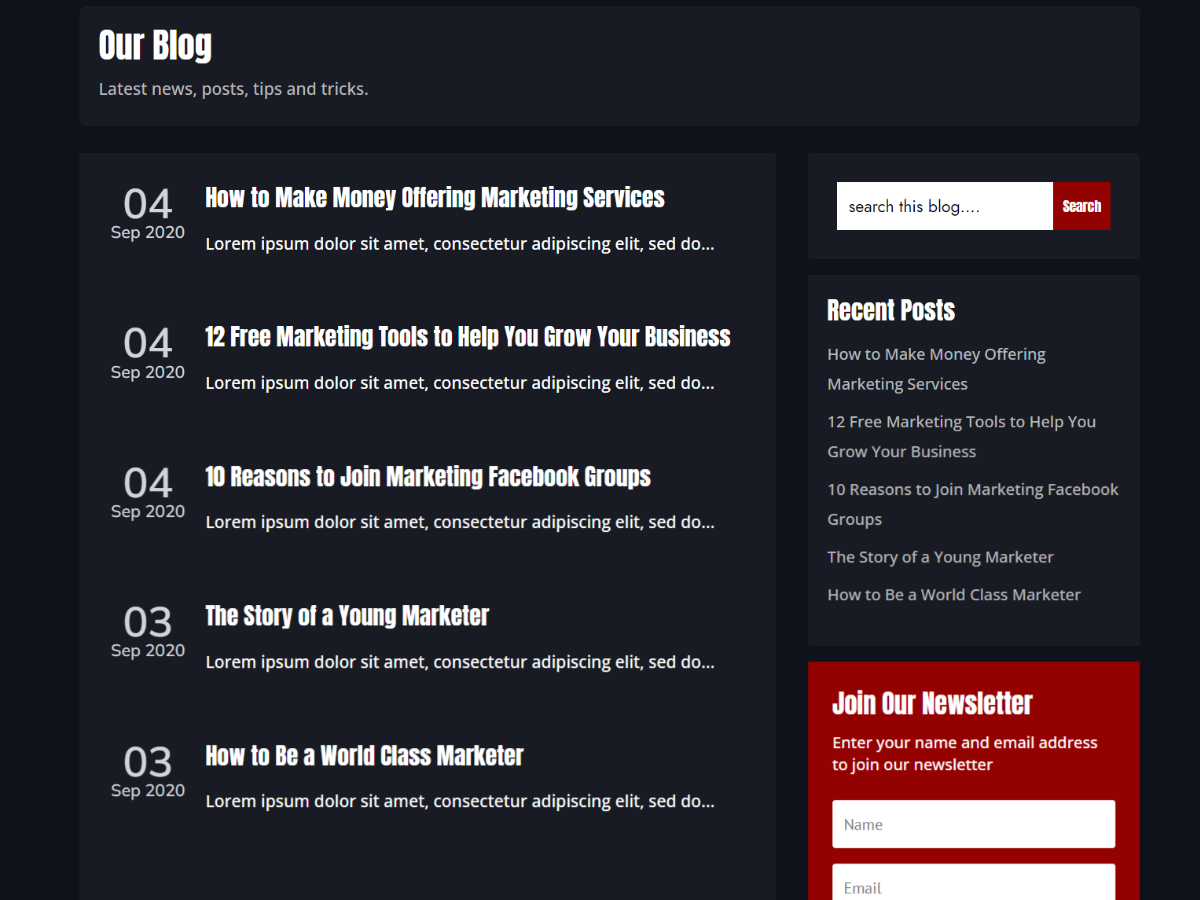 Our Blog
Latest news, posts, tips and tricks.
04
Sep 2020
How to Make Money Offering Marketing Services
Lorem ipsum dolor sit amet, consectetur adipiscing elit, sed do...
04
Sep 2020
12 Free Marketing Tools to Help You Grow Your Business
Lorem ipsum dolor sit amet, consectetur adipiscing elit, sed do...
04
Sep 2020
10 Reasons to Join Marketing Facebook Groups
Lorem ipsum dolor sit amet, consectetur adipiscing elit, sed do...
03
Sep 2020
The Story of a Young Marketer
Lorem ipsum dolor sit amet, consectetur adipiscing elit, sed do...
03
Sep 2020
How to Be a World Class Marketer
Lorem ipsum dolor sit amet, consectetur adipiscing elit, sed do...
search this blog....
Search
Recent Posts
How to Make Money Offering
Marketing Services
12 Free Marketing Tools to Help You
Grow Your Business
10 Reasons to Join Marketing Facebook
Groups
The Story of a Young Marketer
How to Be a World Class Marketer
Join Our Newsletter
Enter your name and email address
to join our newsletter
Name
Email